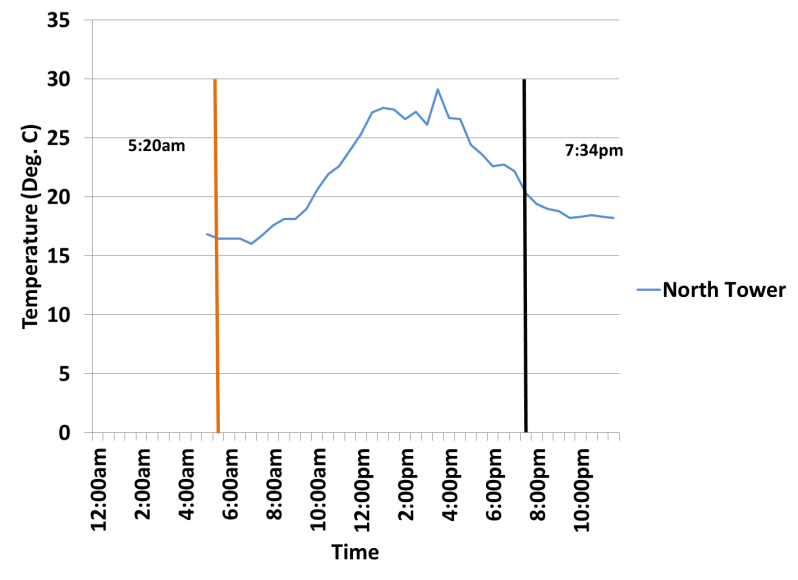 35
30
25
20
15
10
5
0
Temperature (Deg. C)
5:20am
7:34pm
North Tower
12:00am
2:00am
4:00am
6:00am
8:00am
10:00am
12:00pm
2:00pm
4:00pm
6:00pm
8:00pm
10:00pm
Time